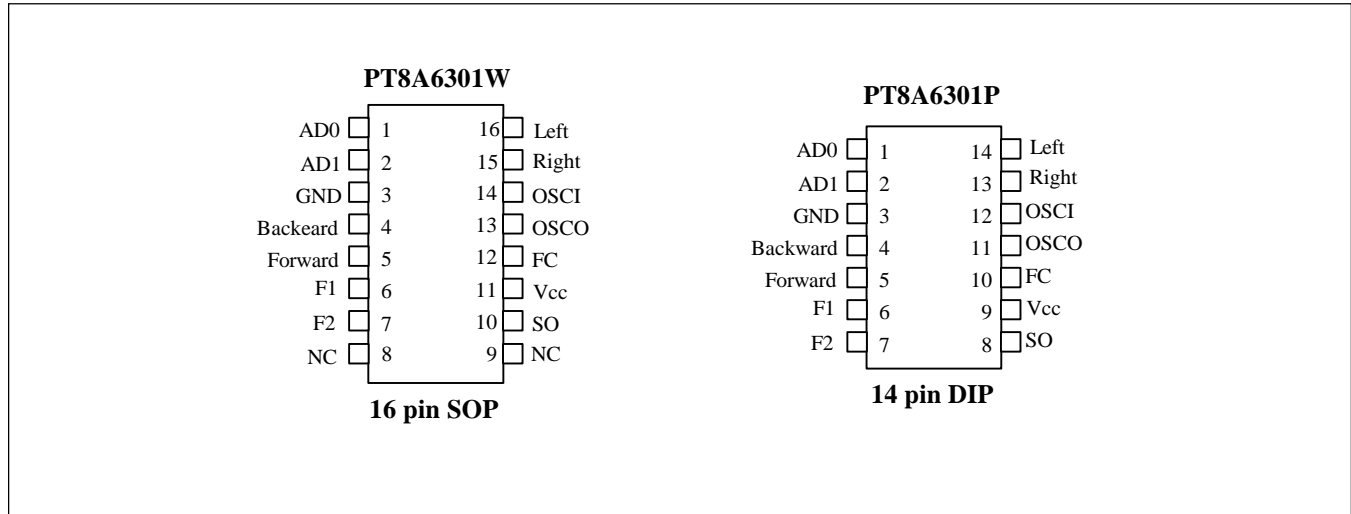 PT8A6301W
AD0 1 16 Left
AD1 2 15 Right
GND 3 14 OSCI
Backeard 4 13 OSCO
Forward 5 12 FC
F1 6 11 Vcc
F2 7 10 SO
NC 8 9 NC
16 pin SOP
PT8A6301P
AD0 1 14 Left
AD1 2 13 Right
GND 3 12 OSCI
Backward 4 11 OSCO
Forward 5 10 FC
F1 6 9 Vcc
F2 7 8 SO
14 pin DIP